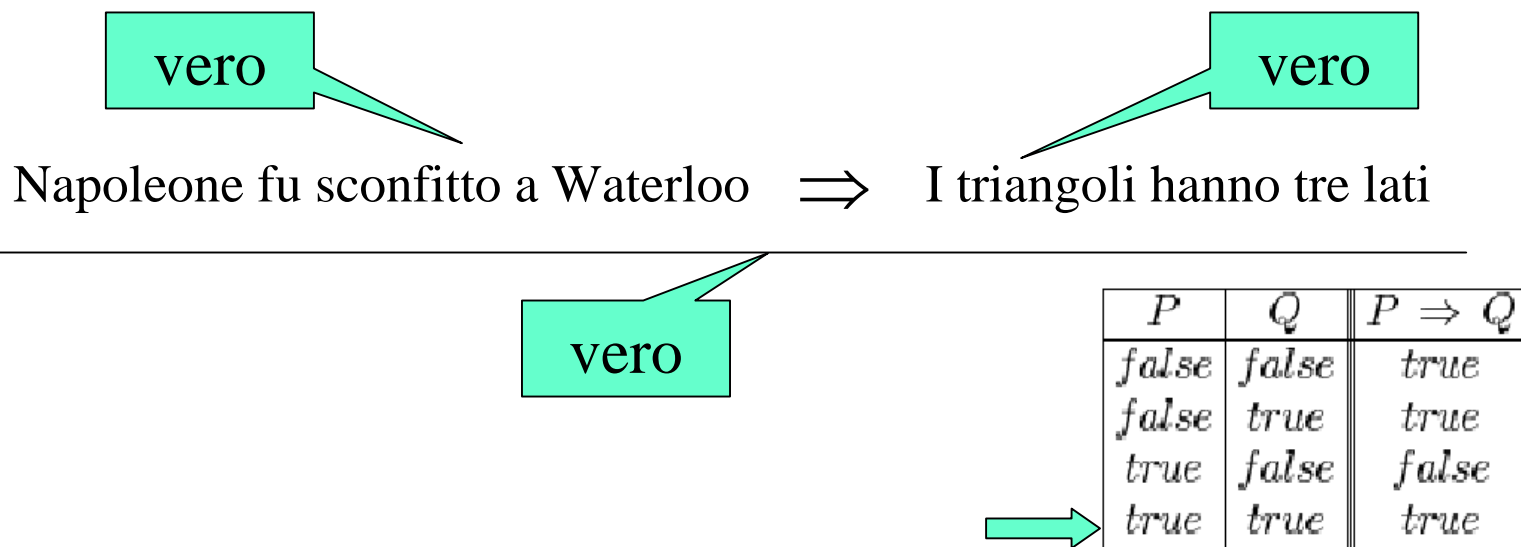 vero vero
Napoleone fu sconfitto a Waterloo ⇒ I triangoli hanno tre lati
vero
P Q P ⇒ Q
false false true
false true true
true false false
true true true